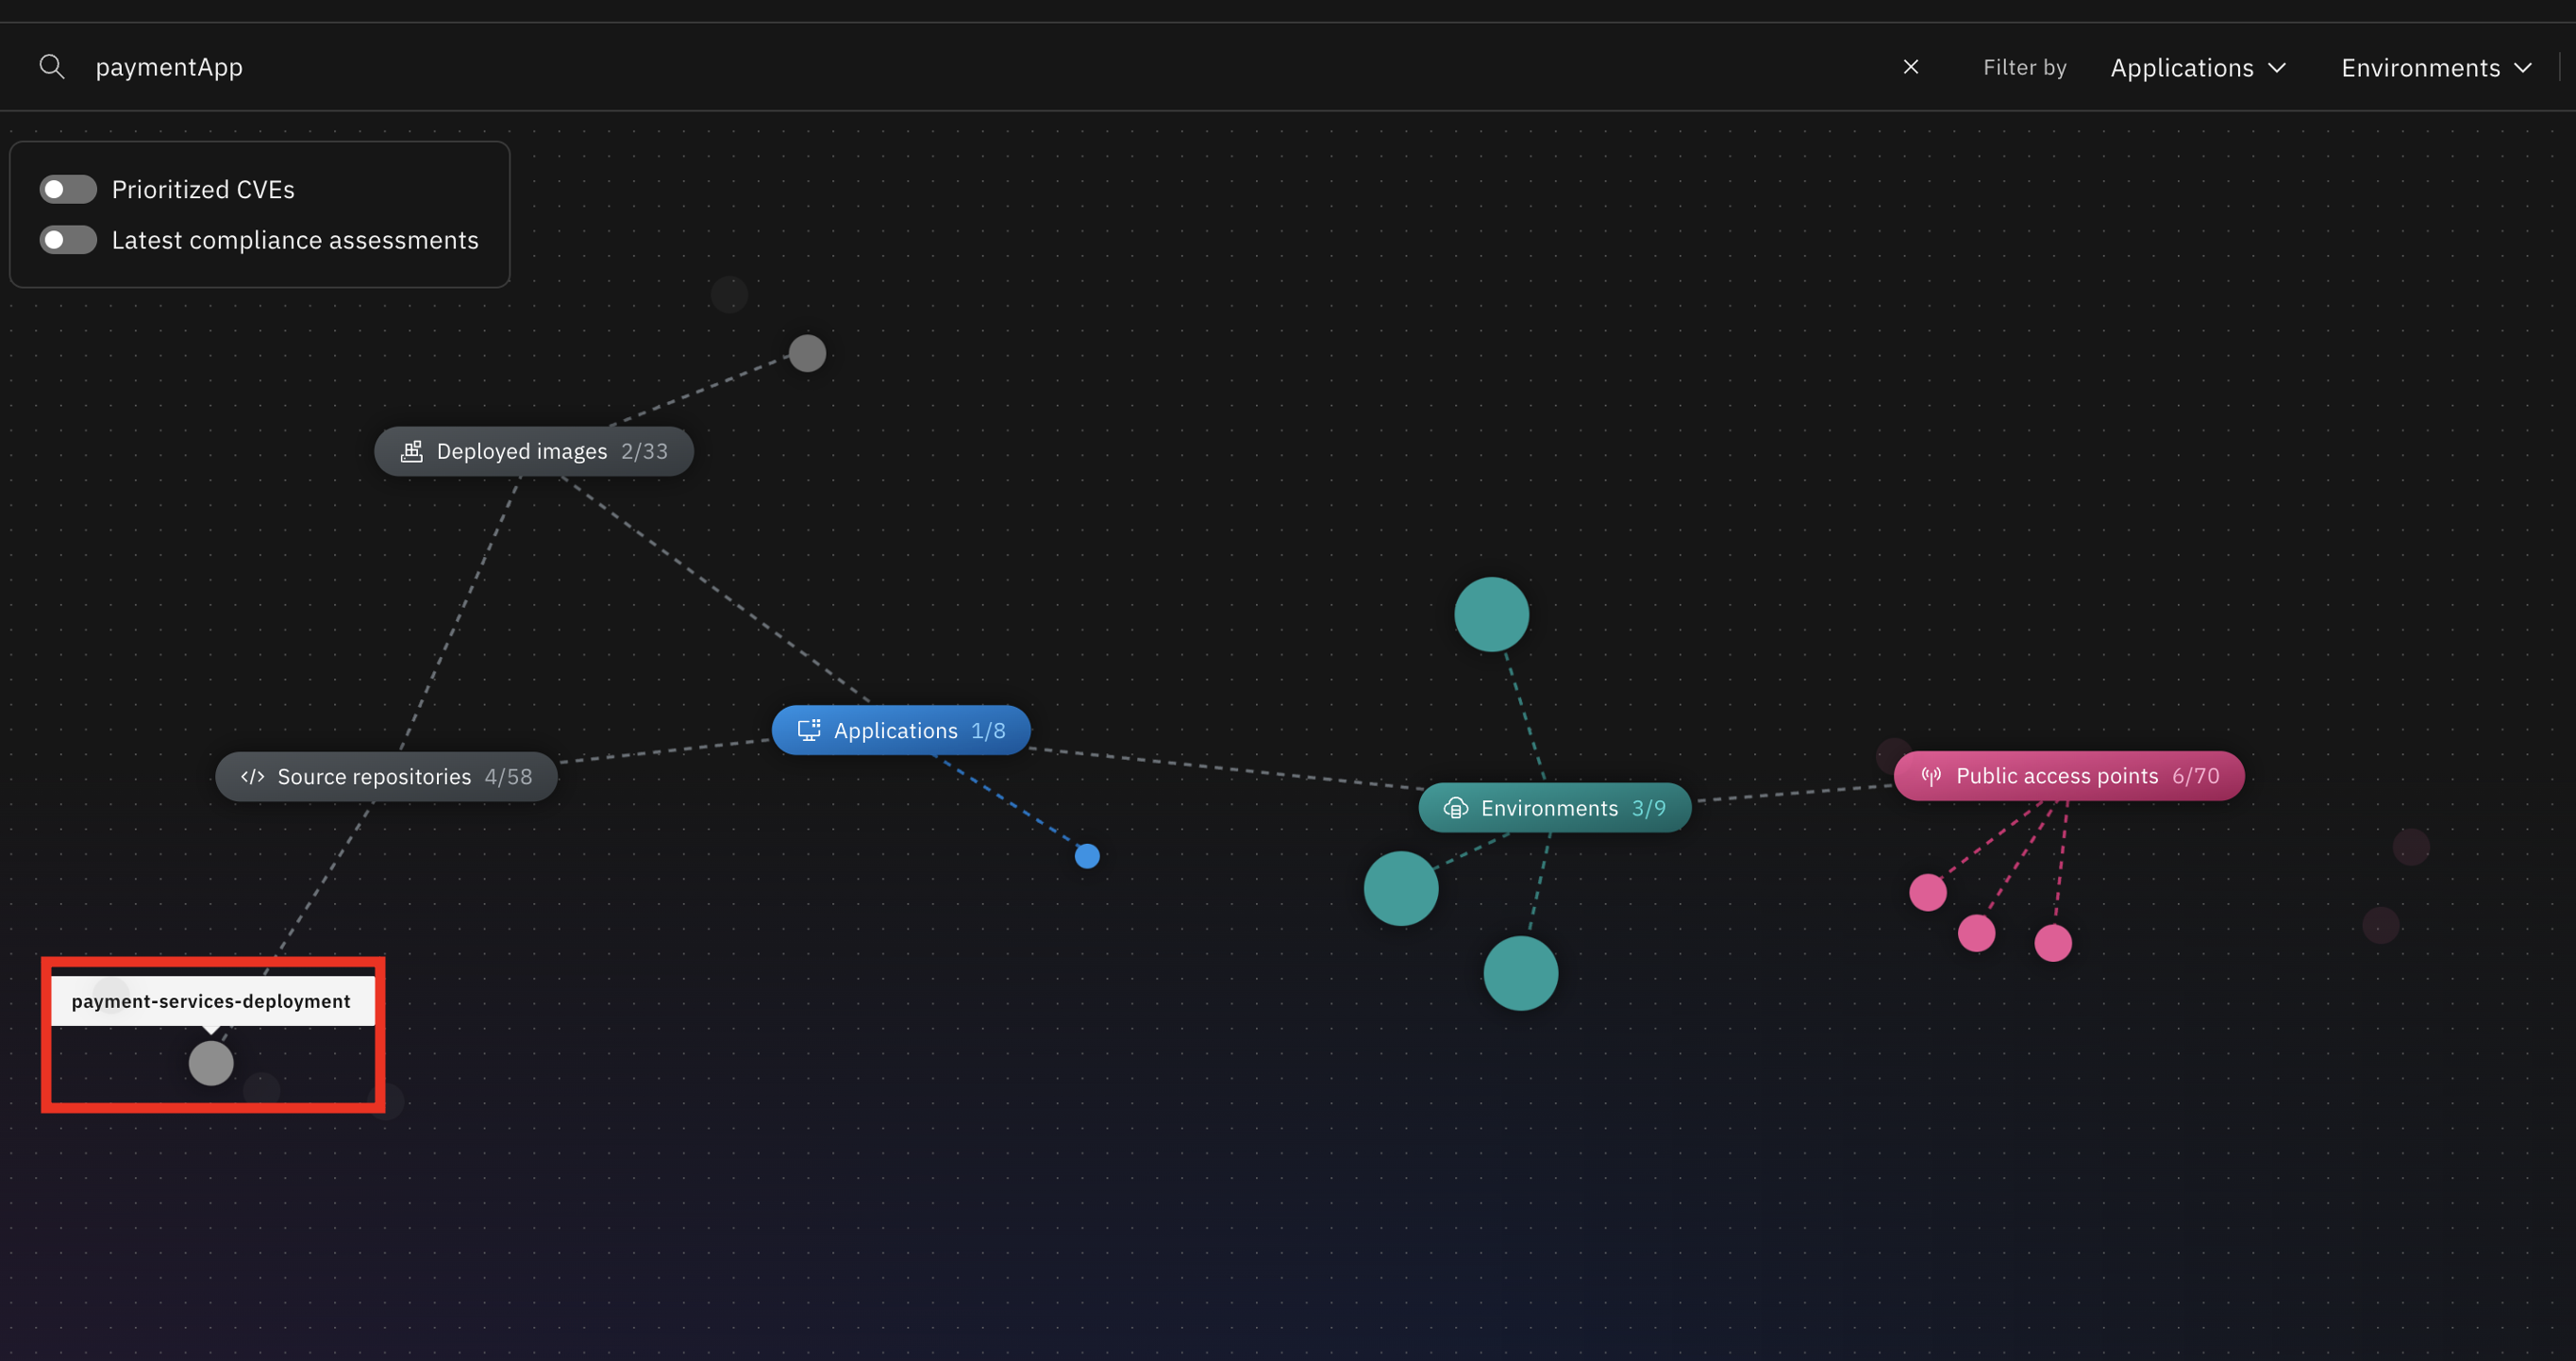 paymentApp
Filter by
Applications
Environments
Prioritized CVEs
Latest compliance assessments
Deployed images 2/33
Applications 1/8
Source repositories 4/58
Environments 3/9
Public access points 6/70
payment-services-deployment